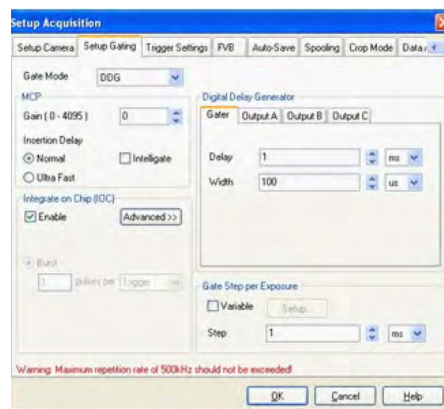 Setup Acquisition
Setup Camera Setup Gating Trigger Settings FVB Auto-Save Spooling Crop Mode Data
Gate Mode DDG
MCP
Gain ( 0 - 4095 ) 0
Insertion Delay
Normal Intelligate
Ultra Fast
Integrate on Chip (IOC)
Enable Advanced >>
Burst
1 pulses per Trigger
Digital Delay Generator
Gater Output A Output B Output C
Delay 1 ms
Width 100 us
Gate Step per Exposure
Variable Setup...
Step 1 ms
Warning: Maximum repetition rate of 500kHz should not be exceeded!
OK Cancel Help